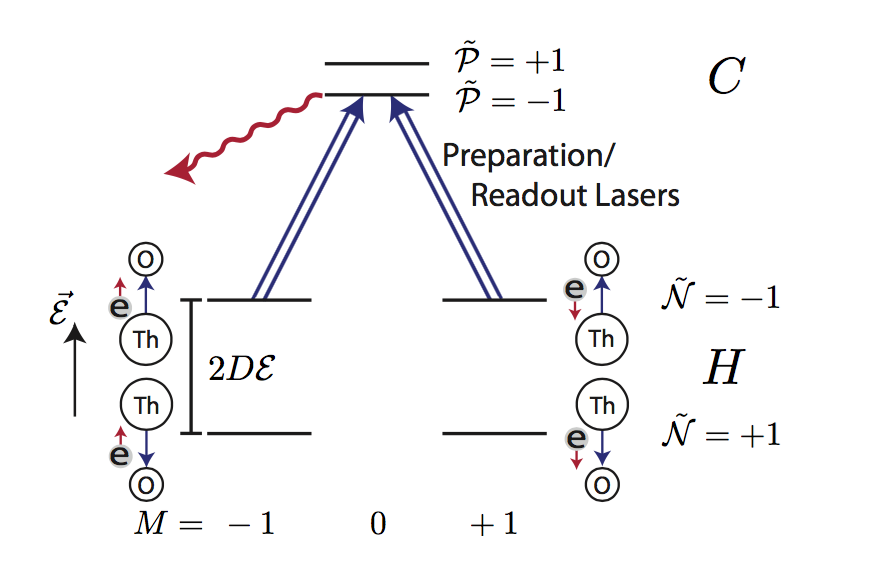 P̃ = +1
P̃ = −1
C
Preparation/
Readout Lasers
O
e
Th
Th
e
O
ℰ⃗
2Dℰ
O
e
Th
Th
e
O
Ñ = −1
H
Ñ = +1
M = − 1 0 + 1